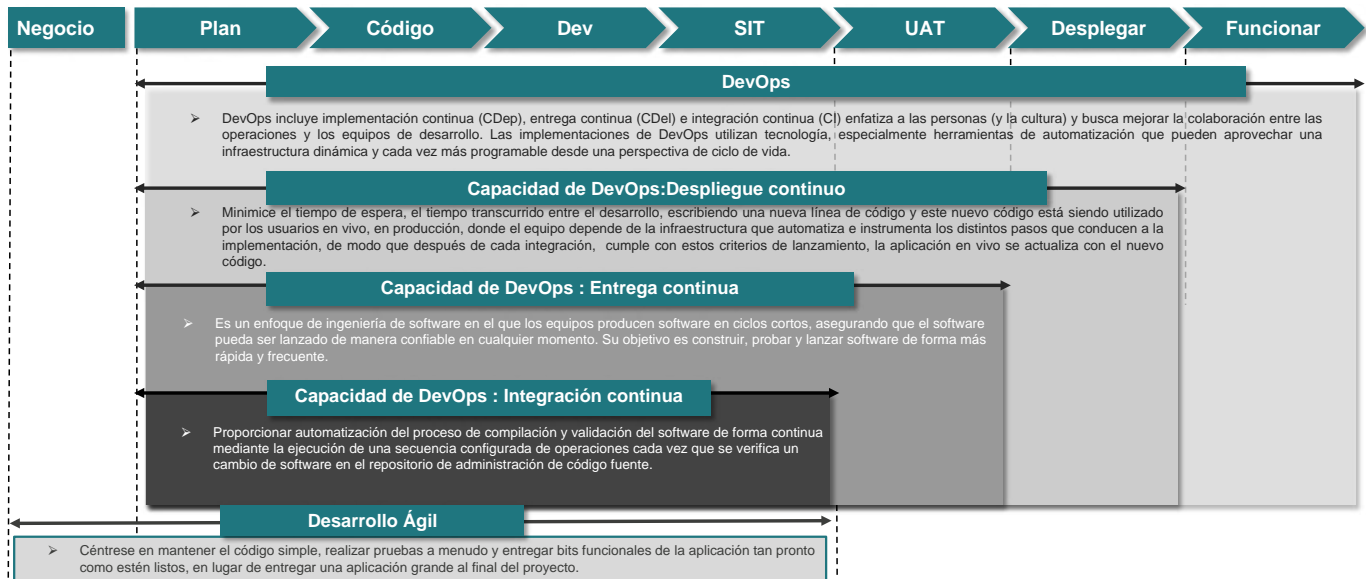 Negocio Plan Código Dev SIT UAT Desplegar Funcionar
DevOps
➢ DevOps incluye implementación continua (CDep), entrega continua (CDel) e integración continua (CI) enfatiza a las personas (y la cultura) y busca mejorar la colaboración entre las
operaciones y los equipos de desarrollo. Las implementaciones de DevOps utilizan tecnología, especialmente herramientas de automatización que pueden aprovechar una
infraestructura dinámica y cada vez más programable desde una perspectiva de ciclo de vida.
Capacidad de DevOps:Despliegue continuo
➢ Minimice el tiempo de espera, el tiempo transcurrido entre el desarrollo, escribiendo una nueva línea de código y este nuevo código está siendo utilizado
por los usuarios en vivo, en producción, donde el equipo depende de la infraestructura que automatiza e instrumenta los distintos pasos que conducen a la
implementación, de modo que después de cada integración, cumple con estos criterios de lanzamiento, la aplicación en vivo se actualiza con el nuevo
código.
Capacidad de DevOps : Entrega continua
➢ Es un enfoque de ingeniería de software en el que los equipos producen software en ciclos cortos, asegurando que el software
pueda ser lanzado de manera confiable en cualquier momento. Su objetivo es construir, probar y lanzar software de forma más
rápida y frecuente.
Capacidad de DevOps : Integración continua
➢ Proporcionar automatización del proceso de compilación y validación del software de forma continua
mediante la ejecución de una secuencia configurada de operaciones cada vez que se verifica un
cambio de software en el repositorio de administración de código fuente.
Desarrollo Ágil
➢ Céntrese en mantener el código simple, realizar pruebas a menudo y entregar bits funcionales de la aplicación tan pronto
como estén listos, en lugar de entregar una aplicación grande al final del proyecto.